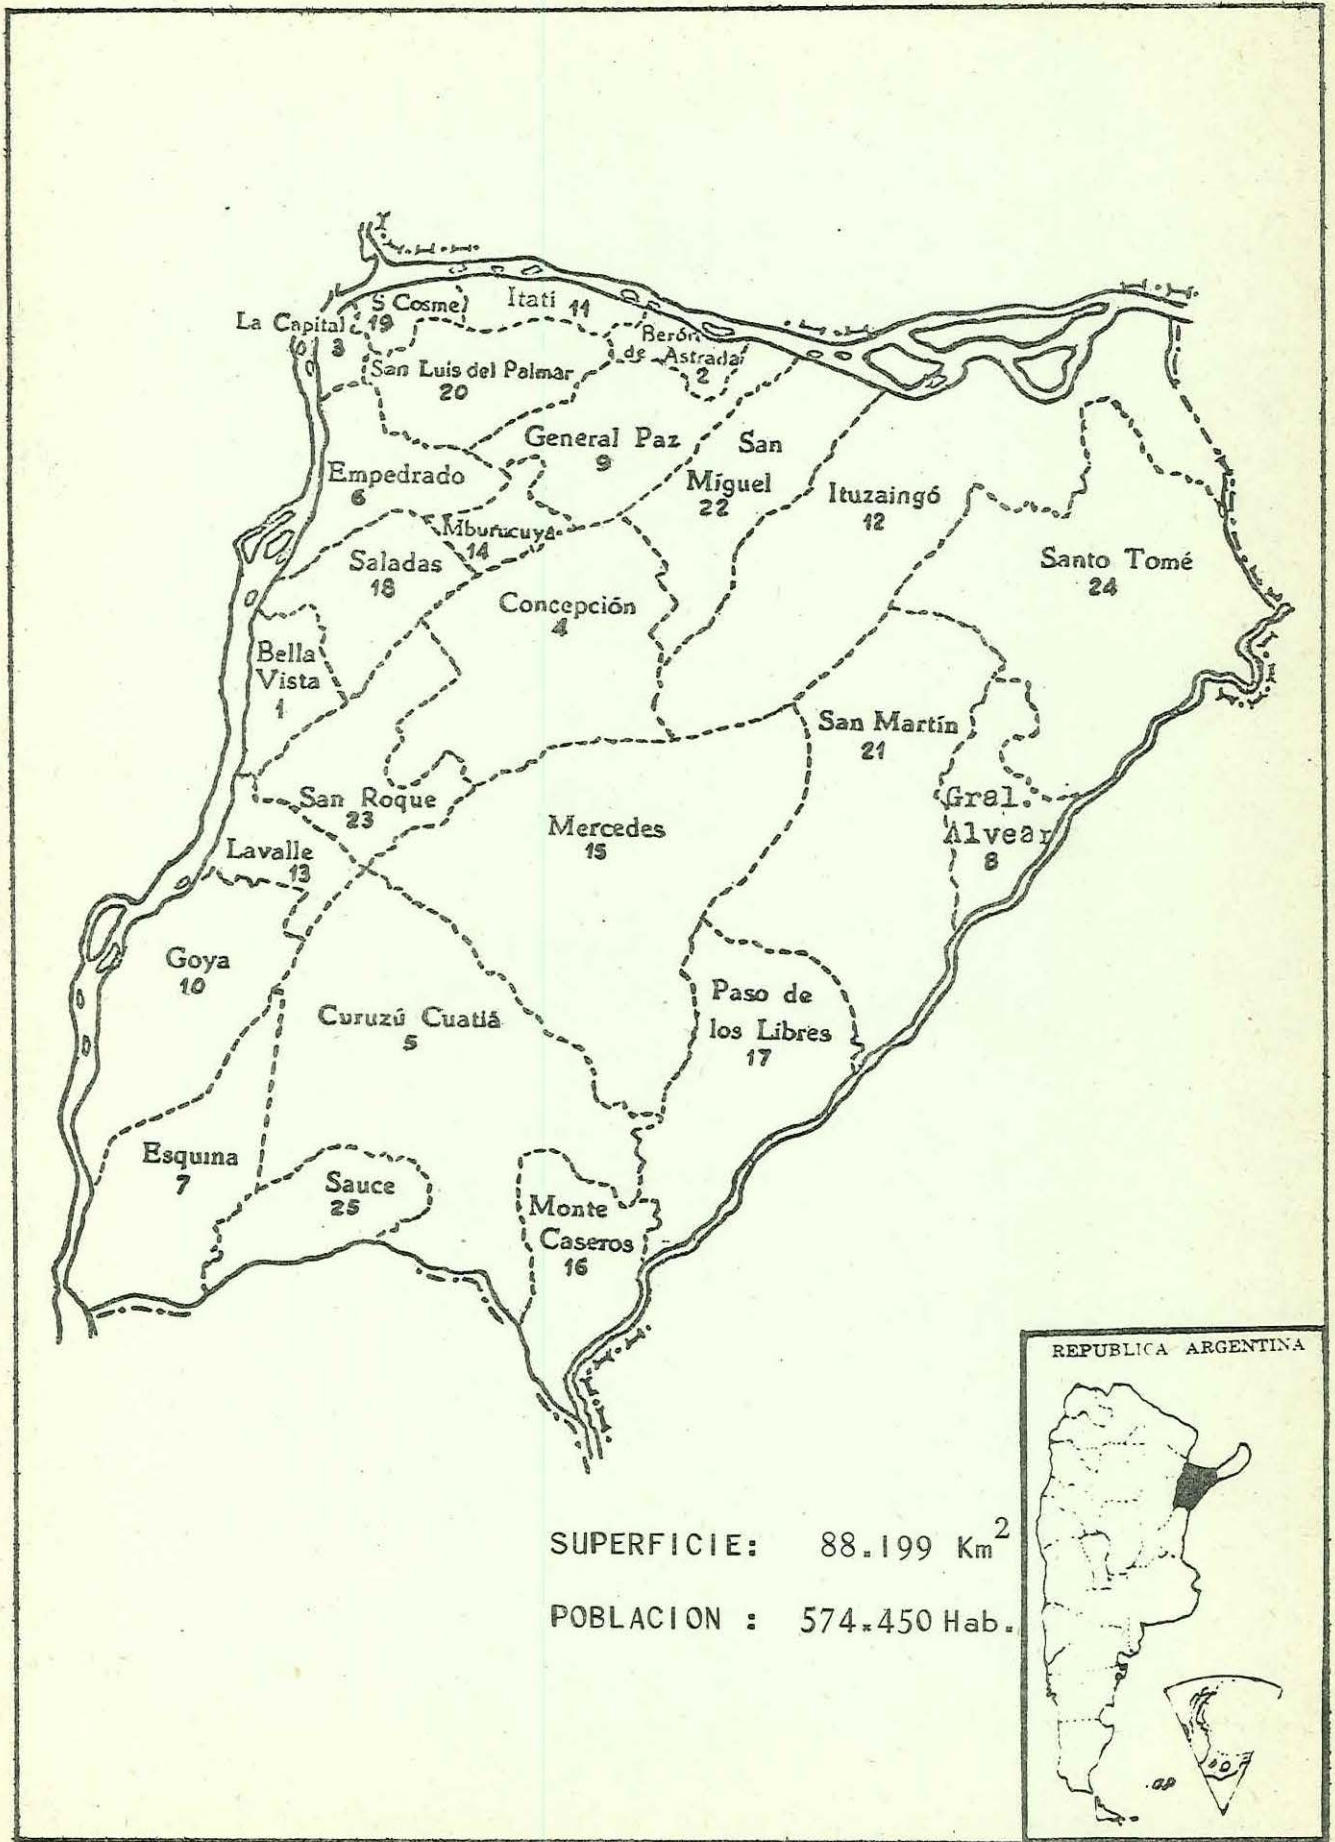 S. Cosme
19
Itatí 11
La Capital
3
Berón
de Astrada
2
San Luis del Palmar
20
General Paz
9
San
Miguel
22
Empedrado
6
Ituzaingó
12
Mburucuyá
14
Saladas
18
Santo Tomé
24
Concepción
4
Bella
Vista
1
San Martín
21
San Roque
23
Gral.
Alvear
8
Mercedes
15
Lavalle
13
Goya
10
Curuzú Cuatiá
5
Paso de
los Libres
17
Esquina
7
Sauce
25
Monte
Caseros
16
REPUBLICA ARGENTINA
SUPERFICIE: 88.199 Km²
POBLACION : 574.450 Hab.